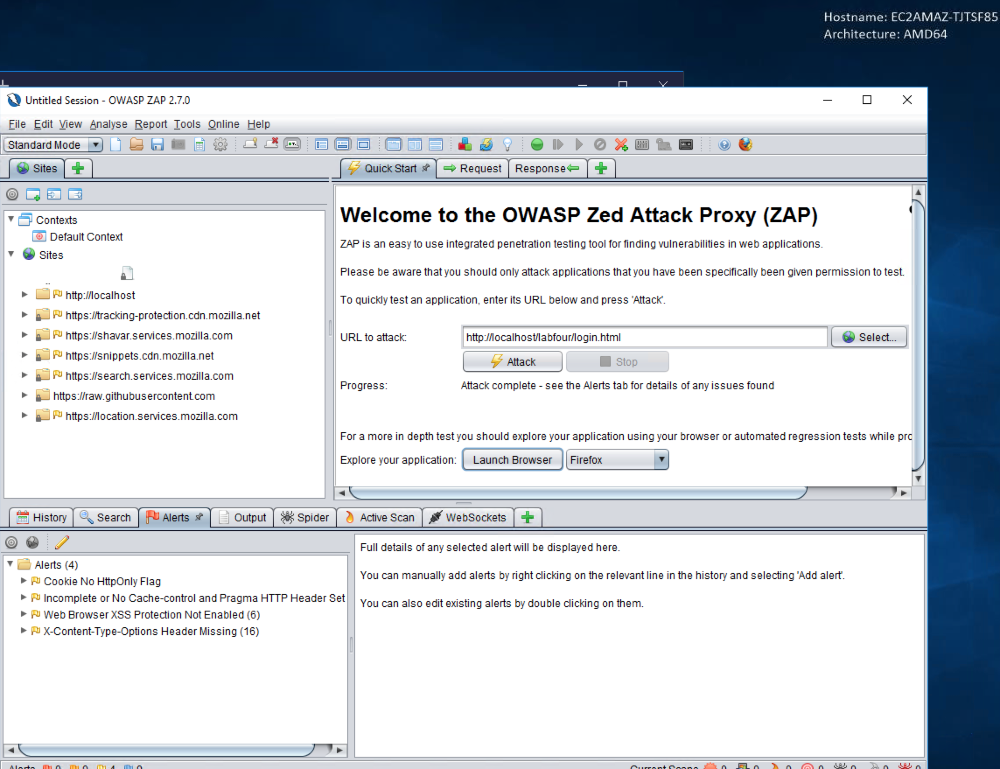 Hostname: EC2AMAZ-TJTSF85
Architecture: AMD64
Untitled Session - OWASP ZAP 2.7.0
File Edit View Analyse Report Tools Online Help
Standard Mode
Sites
Quick Start
Request
Response
Contexts
Default Context
Sites
http://localhost
https://tracking-protection.cdn.mozilla.net
https://shavar.services.mozilla.com
https://snippets.cdn.mozilla.net
https://search.services.mozilla.com
https://raw.githubusercontent.com
https://location.services.mozilla.com
Welcome to the OWASP Zed Attack Proxy (ZAP)
ZAP is an easy to use integrated penetration testing tool for finding vulnerabilities in web applications.
Please be aware that you should only attack applications that you have been specifically been given permission to test.
To quickly test an application, enter its URL below and press 'Attack'.
URL to attack: http://localhost/labfour/login.html Select...
Attack Stop
Progress: Attack complete - see the Alerts tab for details of any issues found
For a more in depth test you should explore your application using your browser or automated regression tests while pro
Explore your application: Launch Browser Firefox
History Search Alerts Output Spider Active Scan WebSockets
Alerts (4)
Cookie No HttpOnly Flag
Incomplete or No Cache-control and Pragma HTTP Header Set
Web Browser XSS Protection Not Enabled (6)
X-Content-Type-Options Header Missing (16)
Full details of any selected alert will be displayed here.
You can manually add alerts by right clicking on the relevant line in the history and selecting 'Add alert'.
You can also edit existing alerts by double clicking on them.
Alerts 0 0 4 0 Current Scans 0 0 0 0 0 0 0